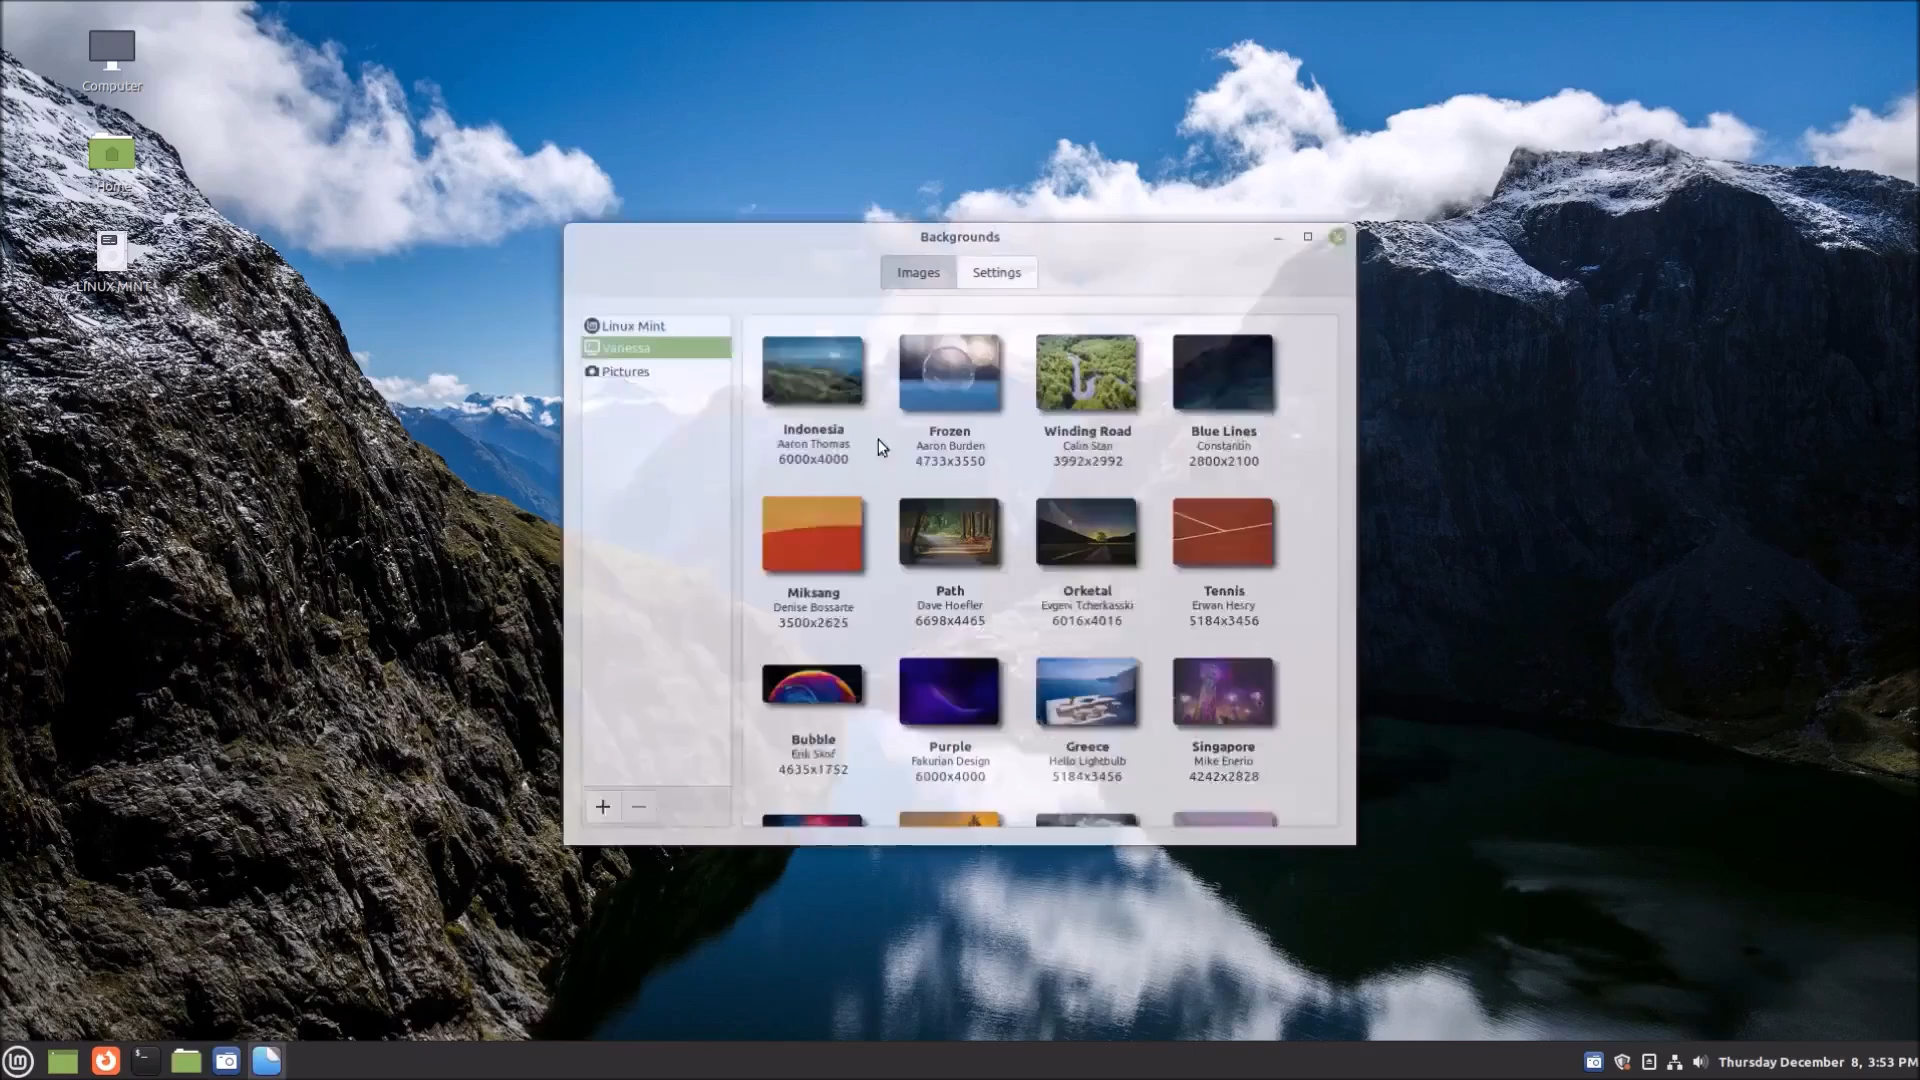 Computer
Home
LINUX MINT
Backgrounds
Images
Settings
Linux Mint
Vanessa
Pictures
Indonesia
Aaron Thomas
6000x4000
Frozen
Aaron Burden
4733x3550
Winding Road
Calin Stan
3992x2992
Blue Lines
Constantin
2800x2100
Miksang
Denise Bossarte
3500x2625
Path
Dave Hoefler
6698x4465
Orketal
Evgeni Tcherkasski
6016x4016
Tennis
Erwan Hesry
5184x3456
Bubble
Erik Skof
4635x1752
Purple
Fakurian Design
6000x4000
Greece
Hello Lightbulb
5184x3456
Singapore
Mike Enerio
4242x2828
Thursday December 8, 3:53 PM